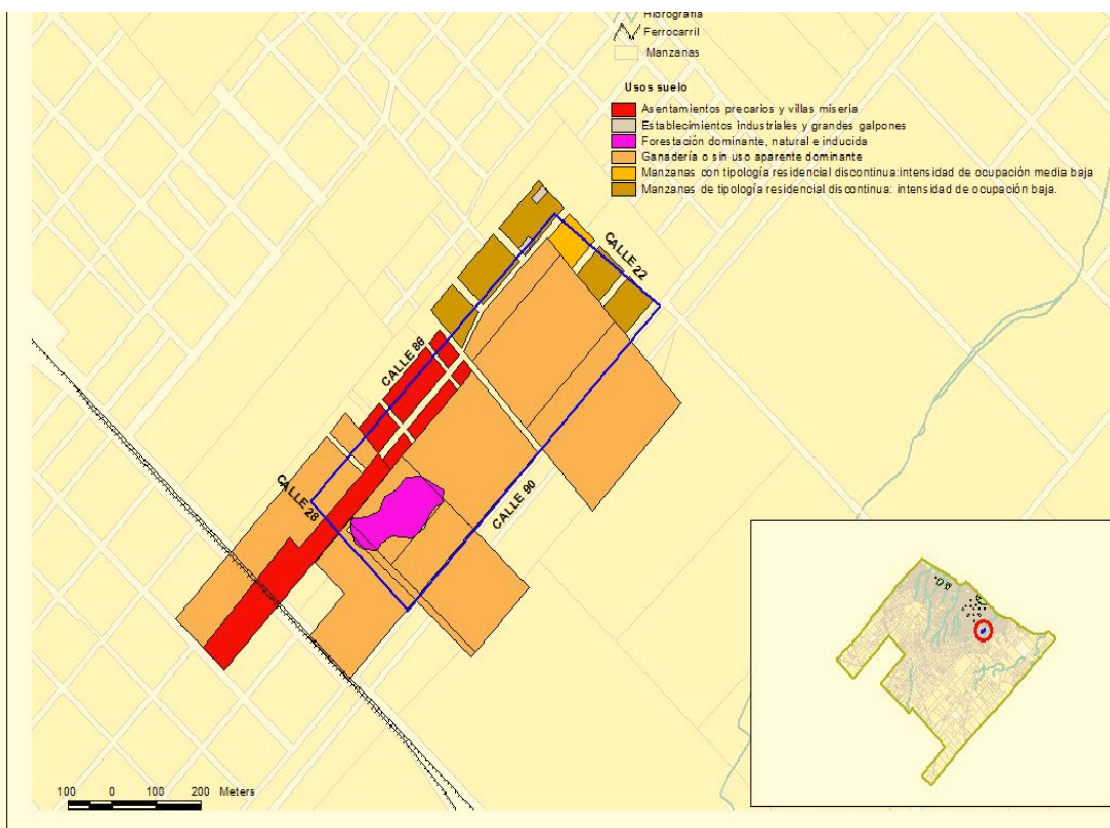 Hidrografía
Ferrocarril
Manzanas
Usos suelo
Asentamientos precarios y villas miseria
Establecimientos industriales y grandes galpones
Forestación dominante, natural e inducida
Ganadería o sin uso aparente dominante
Manzanas con tipología residencial discontinua:intensidad de ocupación media baja
Manzanas de tipología residencial discontinua: intensidad de ocupación baja.
CALLE 22
CALLE 86
CALLE 28
CALLE 90
100 0 100 200 Meters